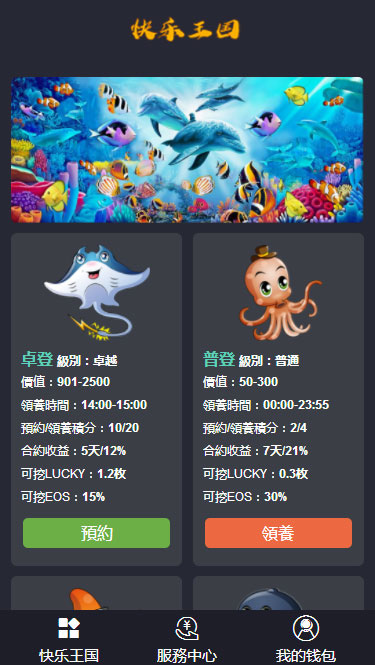 快乐王国
卓登 級別：卓越
價值：901-2500
領養時間：14:00-15:00
預約/領養積分：10/20
合約收益：5天/12%
可挖LUCKY：1.2枚
可挖EOS：15%
預約
普登 級別：普通
價值：50-300
領養時間：00:00-23:55
預約/領養積分：2/4
合約收益：7天/21%
可挖LUCKY：0.3枚
可挖EOS：30%
領養
快乐王国
服務中心
我的钱包